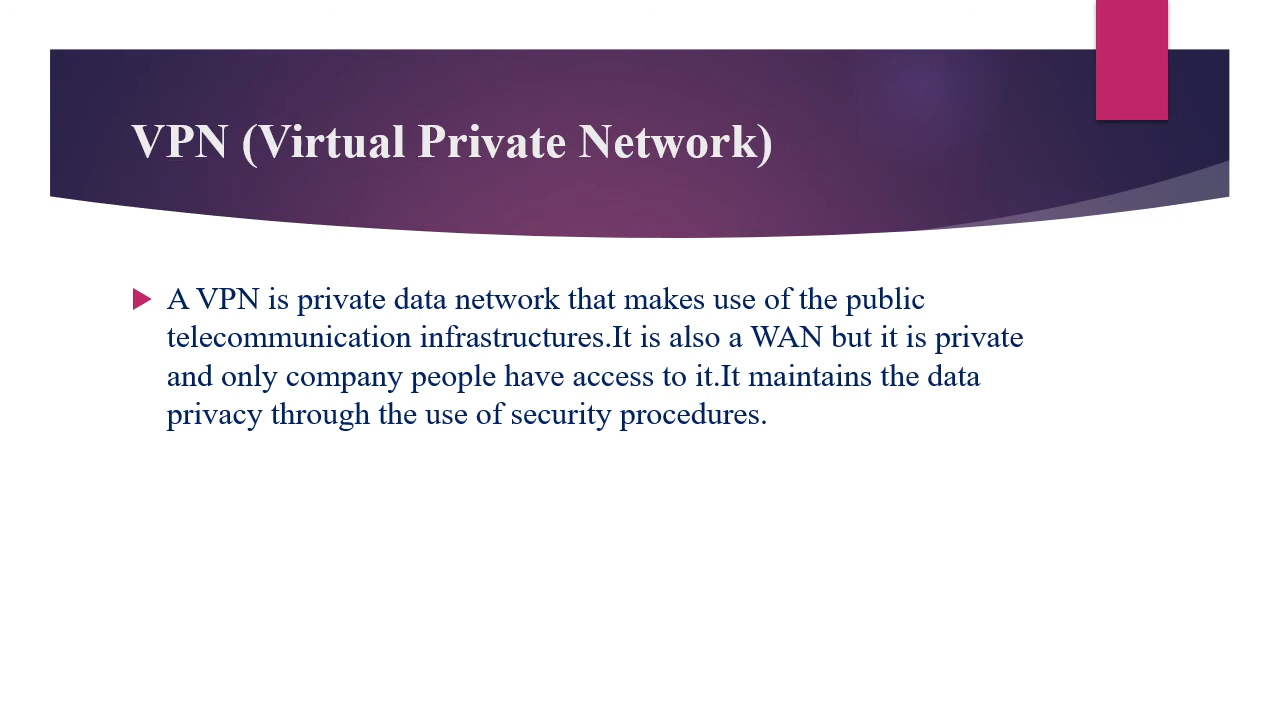 VPN (Virtual Private Network)
A VPN is private data network that makes use of the public
telecommunication infrastructures.It is also a WAN but it is private
and only company people have access to it.It maintains the data
privacy through the use of security procedures.